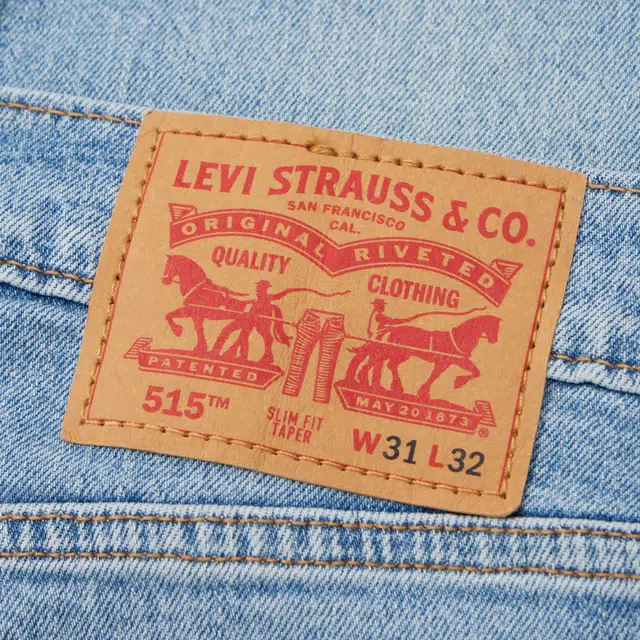 LEVI STRAUSS & CO.
SAN FRANCISCO
CAL.
ORIGINAL RIVETED
QUALITY CLOTHING
PATENTED
MAY 20 1873 ®
515™
SLIM FIT
TAPER
W31 L32